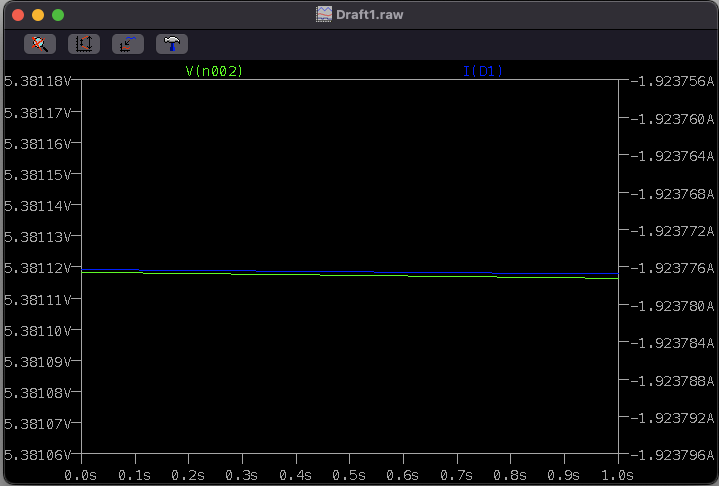 Draft1.raw
V(n002) I(D1)
5.38118V -1.923756A
5.38117V -1.923760A
5.38116V -1.923764A
5.38115V -1.923768A
5.38114V -1.923772A
5.38113V -1.923776A
5.38112V -1.923780A
5.38111V -1.923784A
5.38110V -1.923788A
5.38109V -1.923792A
5.38108V -1.923796A
5.38107V
5.38106V
0.0s 0.1s 0.2s 0.3s 0.4s 0.5s 0.6s 0.7s 0.8s 0.9s 1.0s